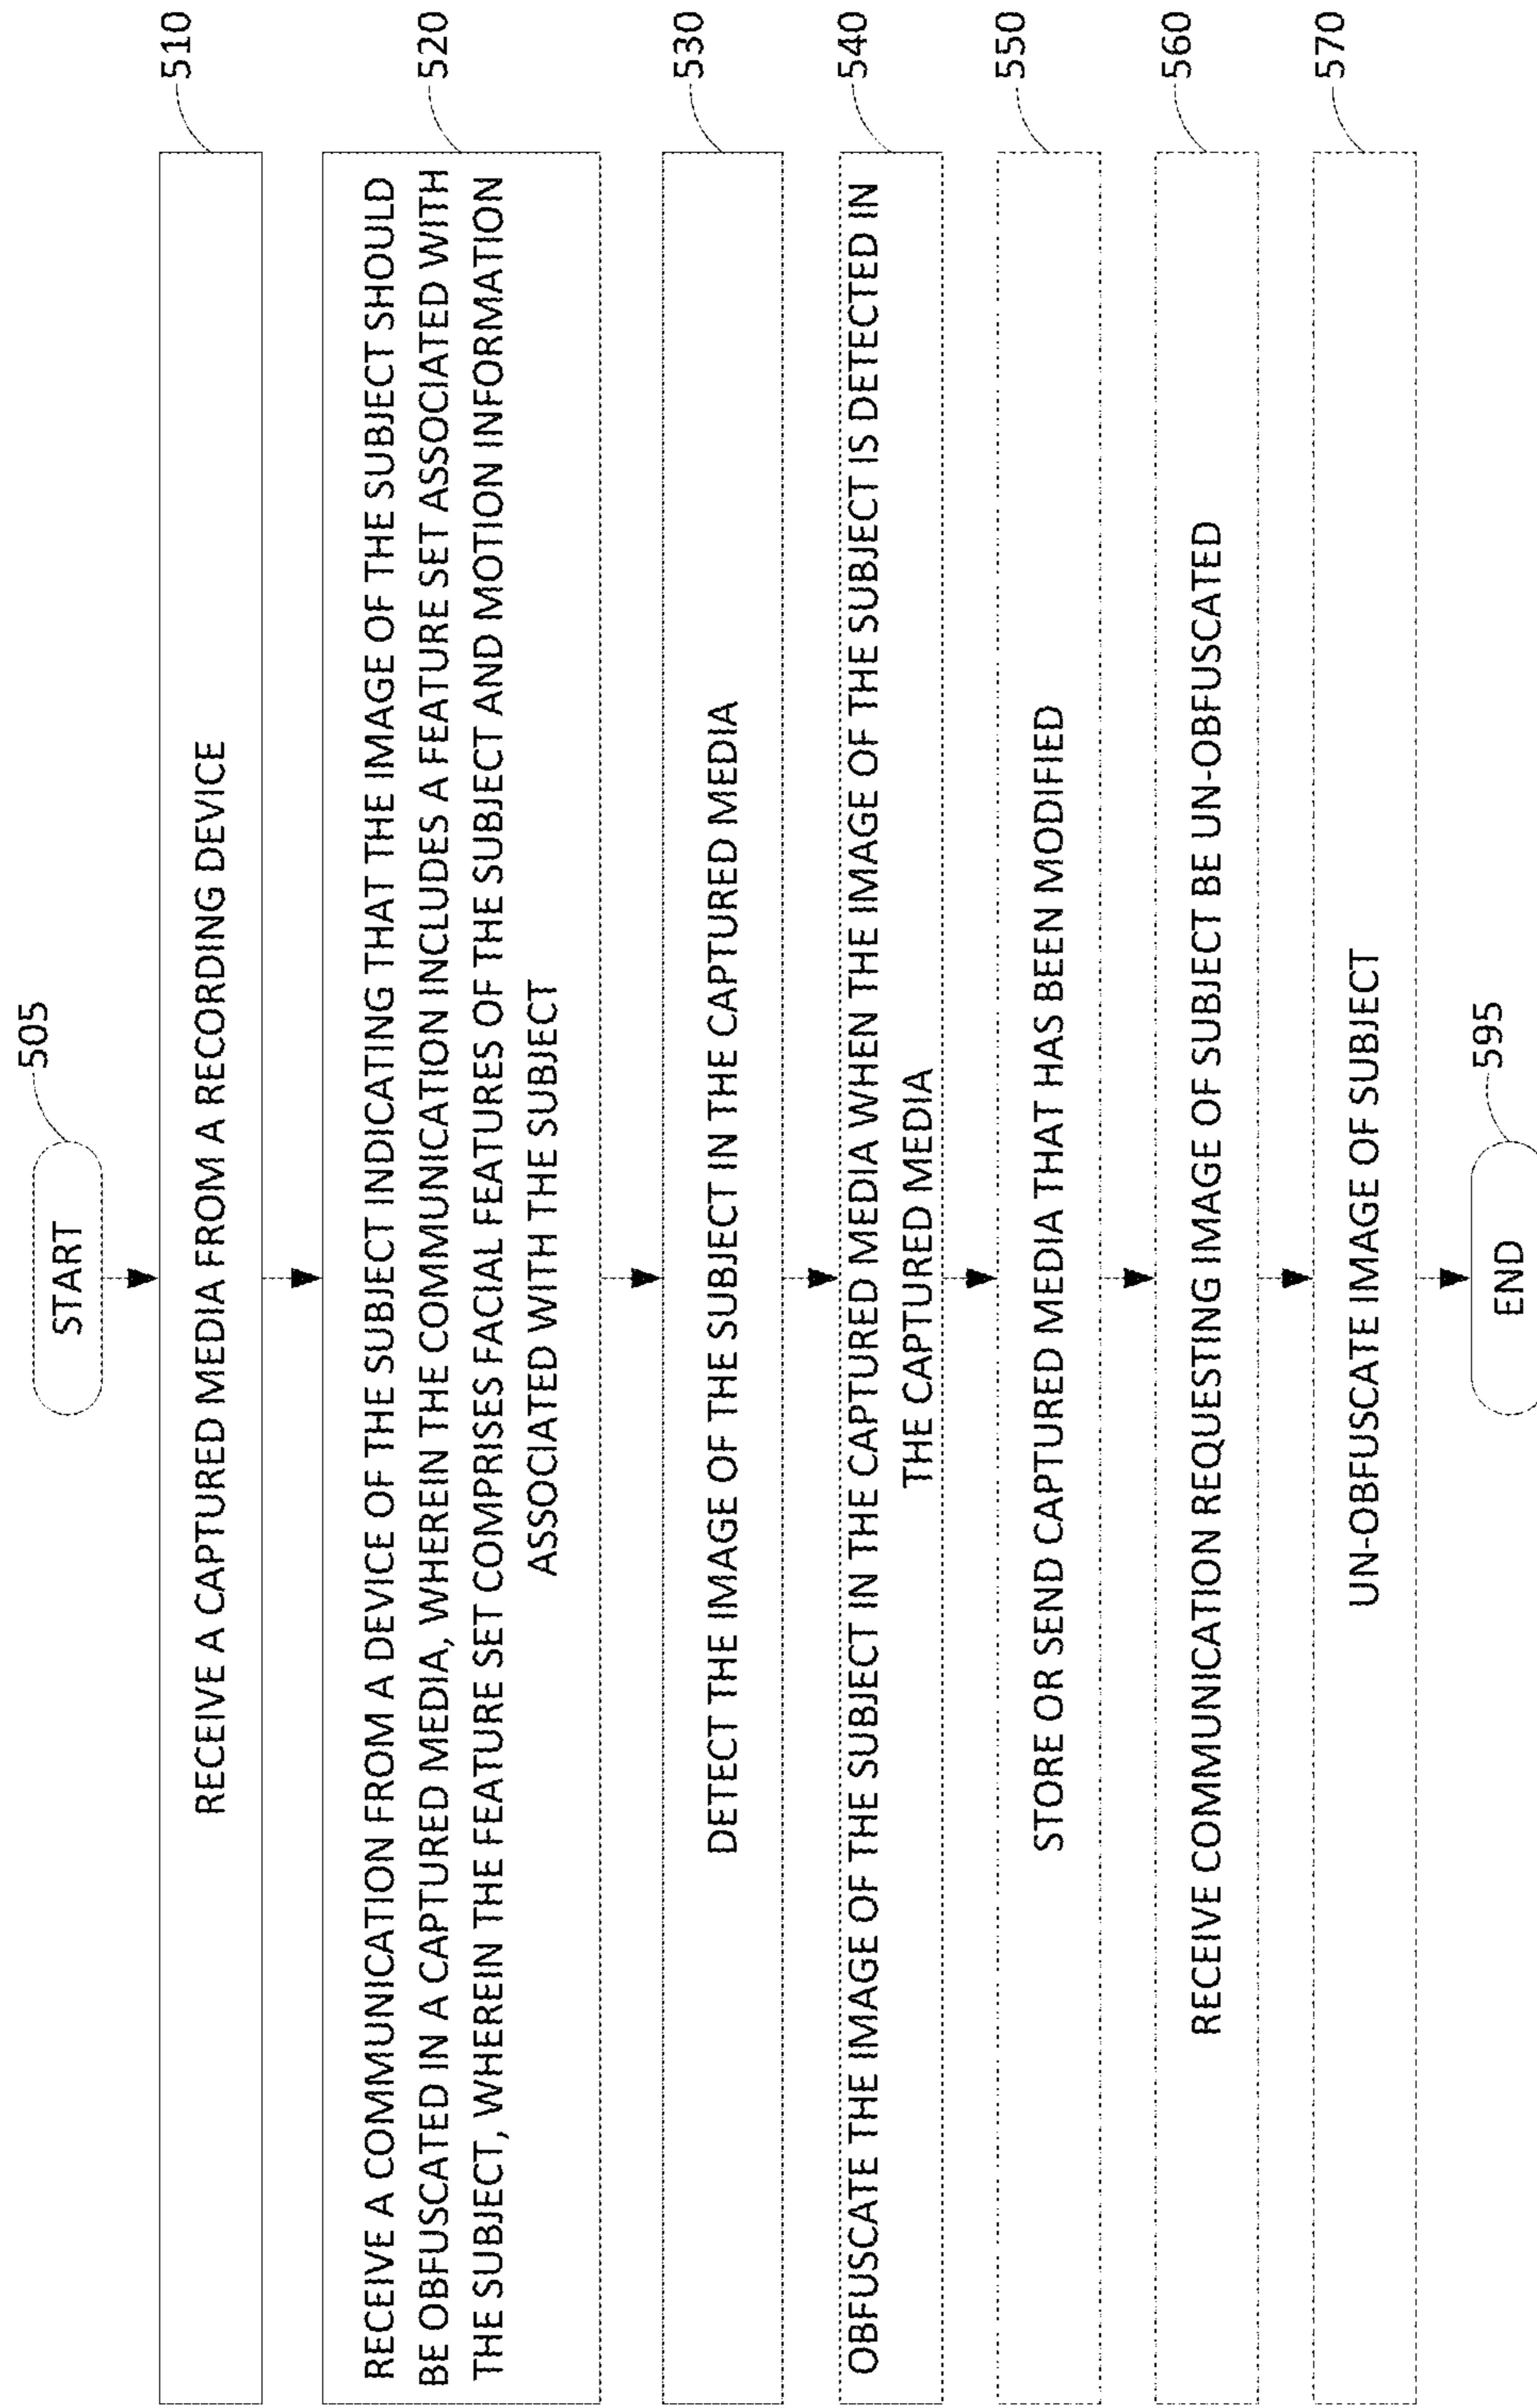 505
START
510
RECEIVE A CAPTURED MEDIA FROM A RECORDING DEVICE
520
RECEIVE A COMMUNICATION FROM A DEVICE OF THE SUBJECT INDICATING THAT THE IMAGE OF THE SUBJECT SHOULD
BE OBFUSCATED IN A CAPTURED MEDIA, WHEREIN THE COMMUNICATION INCLUDES A FEATURE SET ASSOCIATED WITH
THE SUBJECT, WHEREIN THE FEATURE SET COMPRISES FACIAL FEATURES OF THE SUBJECT AND MOTION INFORMATION
ASSOCIATED WITH THE SUBJECT
530
DETECT THE IMAGE OF THE SUBJECT IN THE CAPTURED MEDIA
540
OBFUSCATE THE IMAGE OF THE SUBJECT IN THE CAPTURED MEDIA WHEN THE IMAGE OF THE SUBJECT IS DETECTED IN
THE CAPTURED MEDIA
550
STORE OR SEND CAPTURED MEDIA THAT HAS BEEN MODIFIED
560
RECEIVE COMMUNICATION REQUESTING IMAGE OF SUBJECT BE UN-OBFUSCATED
570
UN-OBFUSCATE IMAGE OF SUBJECT
595
END